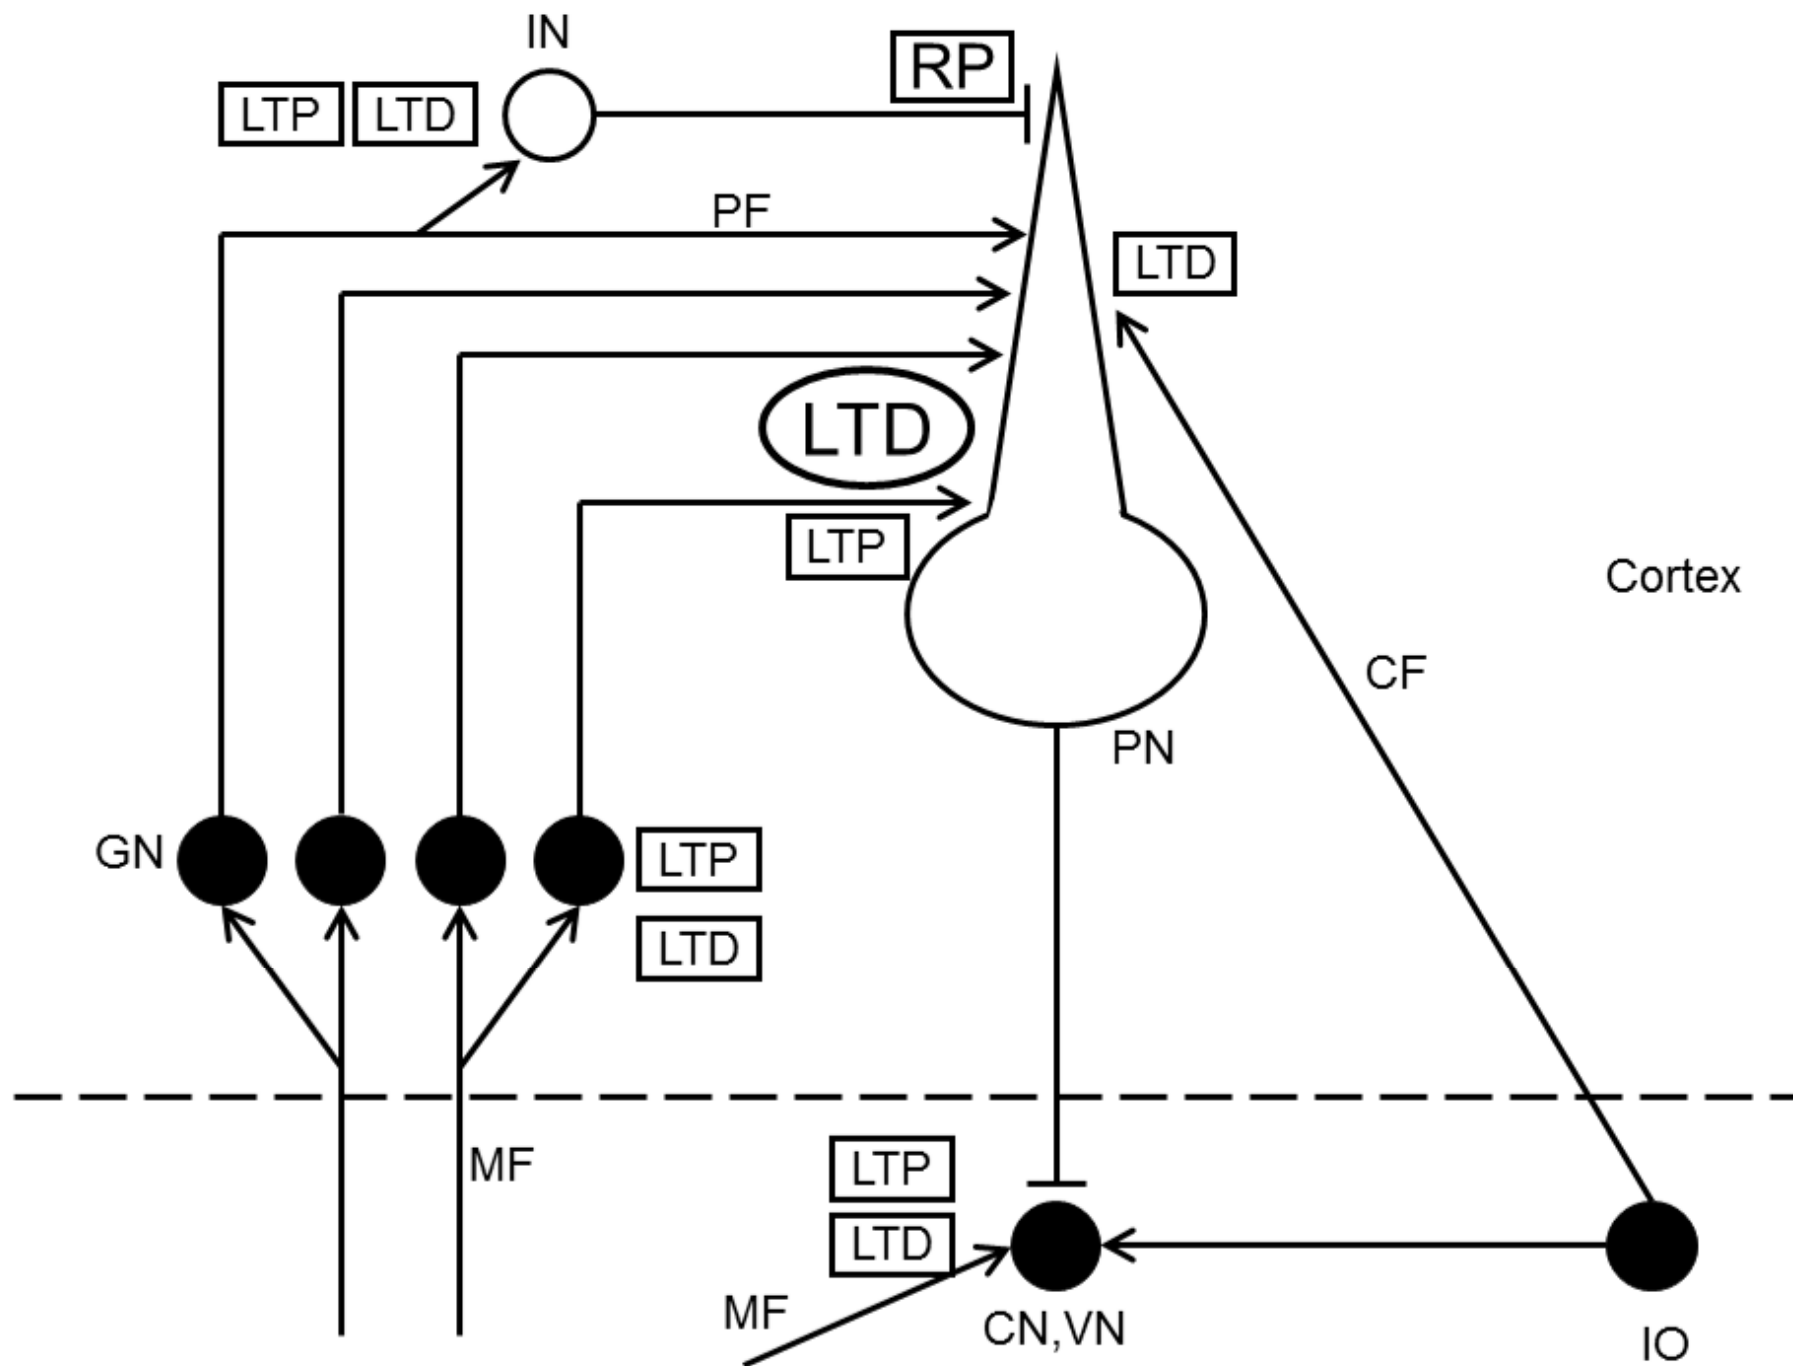 IN
RP
LTP
LTD
PF
LTD
LTD
LTP
Cortex
CF
PN
GN
LTP
LTD
MF
LTP
LTD
MF
CN,VN
IO